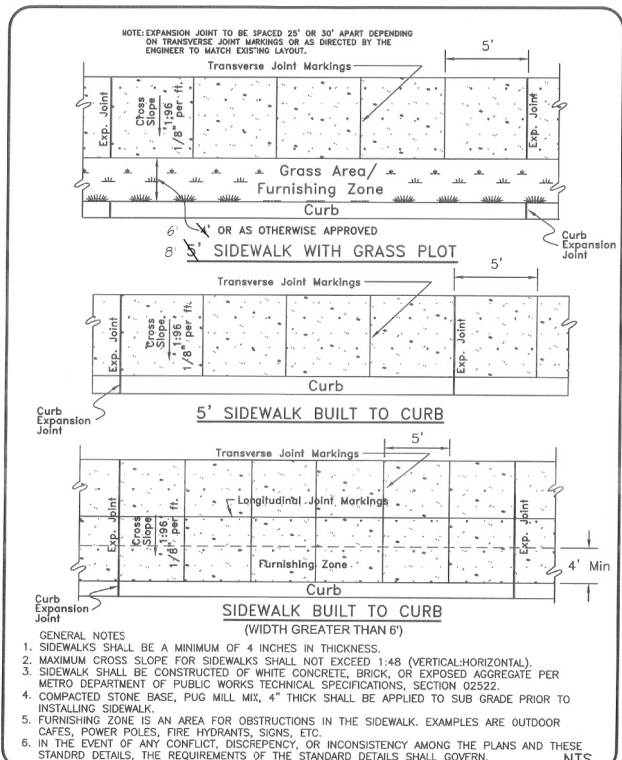 NOTE: EXPANSION JOINT TO BE SPACED 25' OR 30' APART DEPENDING
ON TRANSVERSE JOINT MARKINGS OR AS DIRECTED BY THE
ENGINEER TO MATCH EXISTING LAYOUT.
5'
Transverse Joint Markings
Exp. Joint
Cross
Slope
1:96
1/8" per ft.
Exp. Joint
Grass Area/
Furnishing Zone
Curb
6' 4' OR AS OTHERWISE APPROVED
Curb
Expansion
Joint
8' 5' SIDEWALK WITH GRASS PLOT
5'
Transverse Joint Markings
Exp. Joint
Cross
Slope
1:96
1/8" per ft.
Exp. Joint
Curb
Curb
Expansion
Joint
5' SIDEWALK BUILT TO CURB
5'
Transverse Joint Markings
Longitudinal Joint Markings
Exp. Joint
Cross
Slope
1:96
1/8" per ft.
Exp. Joint
Furnishing Zone
4' Min
Curb
Curb
Expansion
Joint
SIDEWALK BUILT TO CURB
(WIDTH GREATER THAN 6')
GENERAL NOTES
1. SIDEWALKS SHALL BE A MINIMUM OF 4 INCHES IN THICKNESS.
2. MAXIMUM CROSS SLOPE FOR SIDEWALKS SHALL NOT EXCEED 1:48 (VERTICAL:HORIZONTAL).
3. SIDEWALK SHALL BE CONSTRUCTED OF WHITE CONCRETE, BRICK, OR EXPOSED AGGREGATE PER
METRO DEPARTMENT OF PUBLIC WORKS TECHNICAL SPECIFICATIONS, SECTION 02522.
4. COMPACTED STONE BASE, PUG MILL MIX, 4" THICK SHALL BE APPLIED TO SUB GRADE PRIOR TO
INSTALLING SIDEWALK.
5. FURNISHING ZONE IS AN AREA FOR OBSTRUCTIONS IN THE SIDEWALK. EXAMPLES ARE OUTDOOR
CAFES, POWER POLES, FIRE HYDRANTS, SIGNS, ETC.
6. IN THE EVENT OF ANY CONFLICT, DISCREPENCY, OR INCONSISTENCY AMONG THE PLANS AND THESE
STANDRD DETAILS, THE REQUIREMENTS OF THE STANDARD DETAILS SHALL GOVERN.
NTS